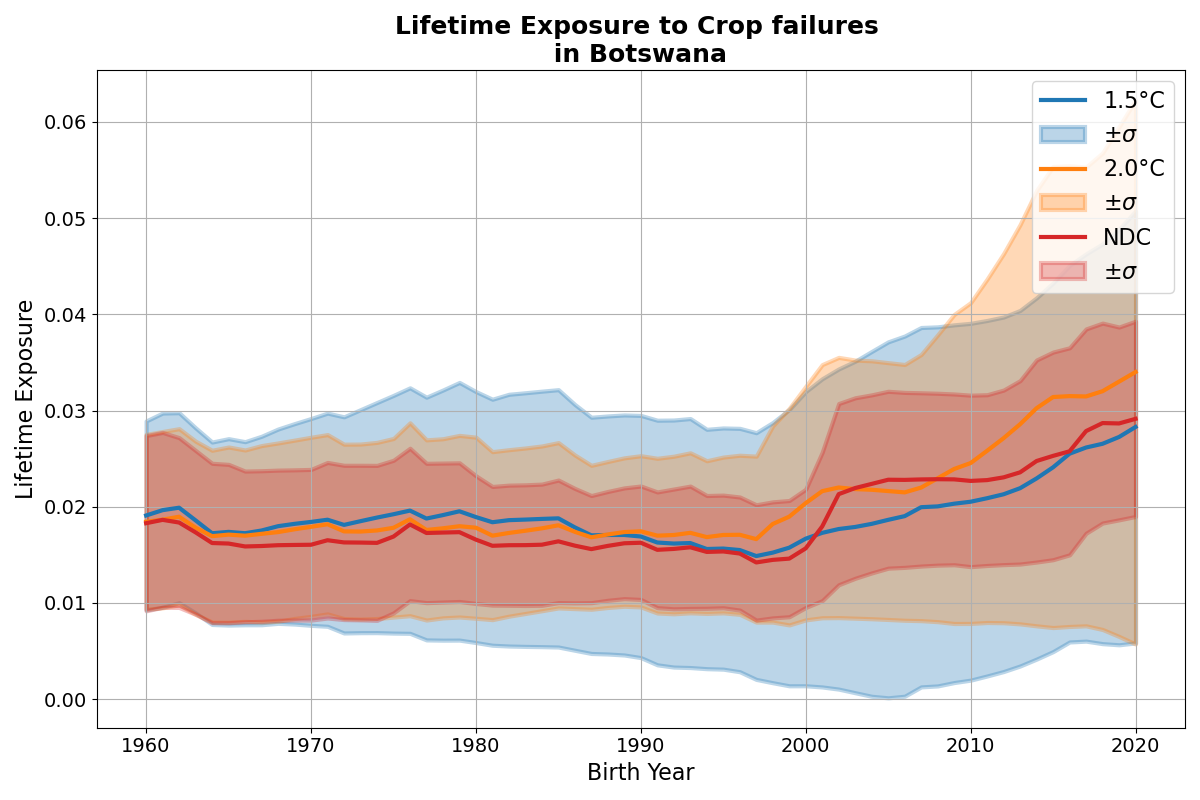 Lifetime Exposure to Crop failures
in Botswana
Lifetime Exposure
0.06
0.05
0.04
0.03
0.02
0.01
0.00
1960 1970 1980 1990 2000 2010 2020
Birth Year
1.5°C
±σ
2.0°C
±σ
NDC
±σ